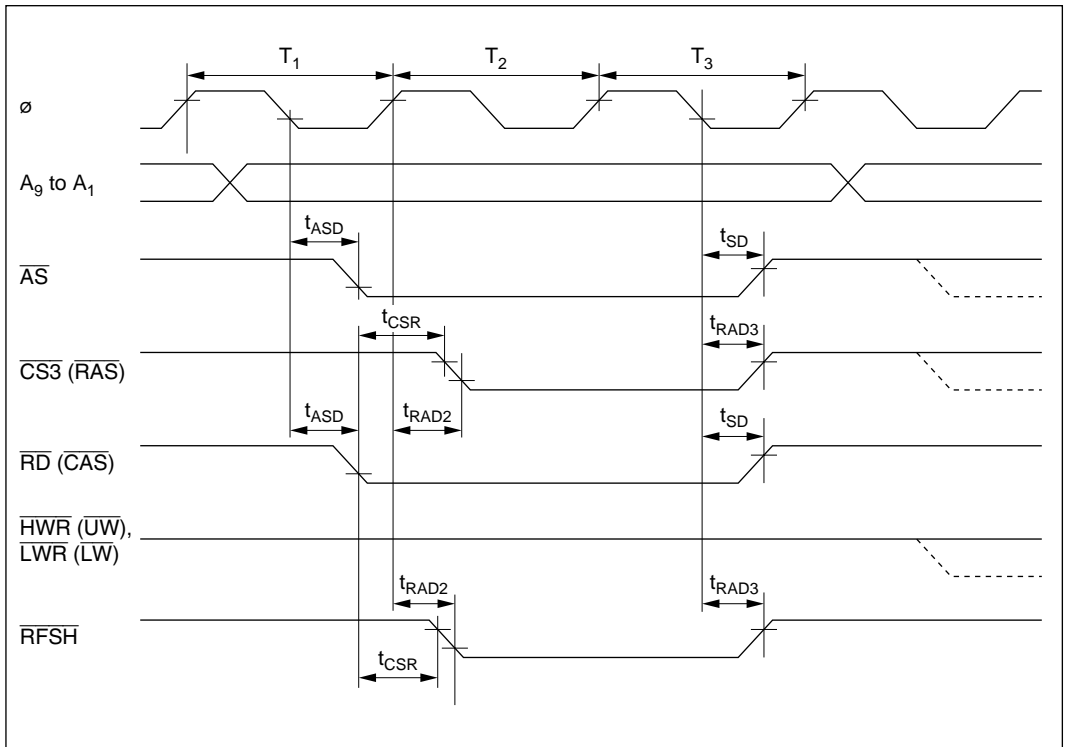 T1 T2 T3
ø
A9 to A1
tASD tSD
AS
tCSR tRAD3
CS3 (RAS)
tASD tRAD2 tSD
RD (CAS)
HWR (UW),
LWR (LW)
tRAD2 tRAD3
RFSH
tCSR